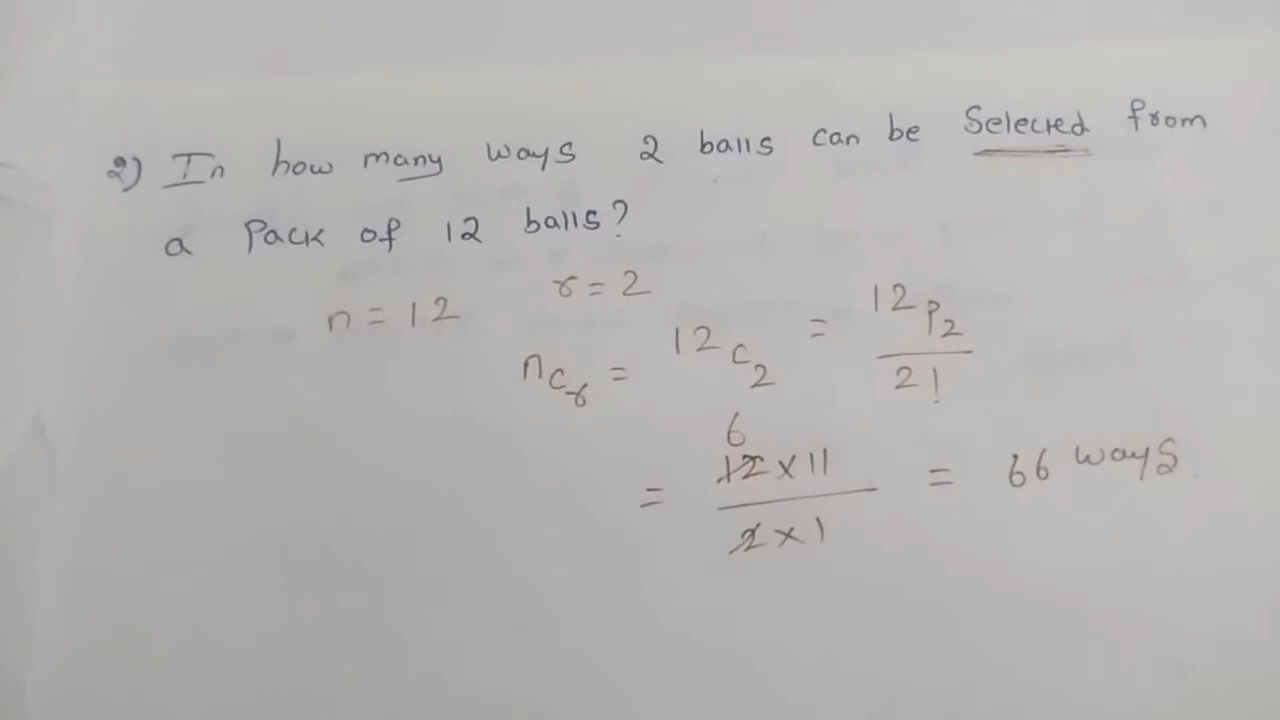 2) In how many ways 2 balls can be Selected from
a Pack of 12 balls?
n = 12 r = 2
nCr = 12C2 = 12P2 / 2!
= 6 12 x 11 / 2 x 1 = 66 ways